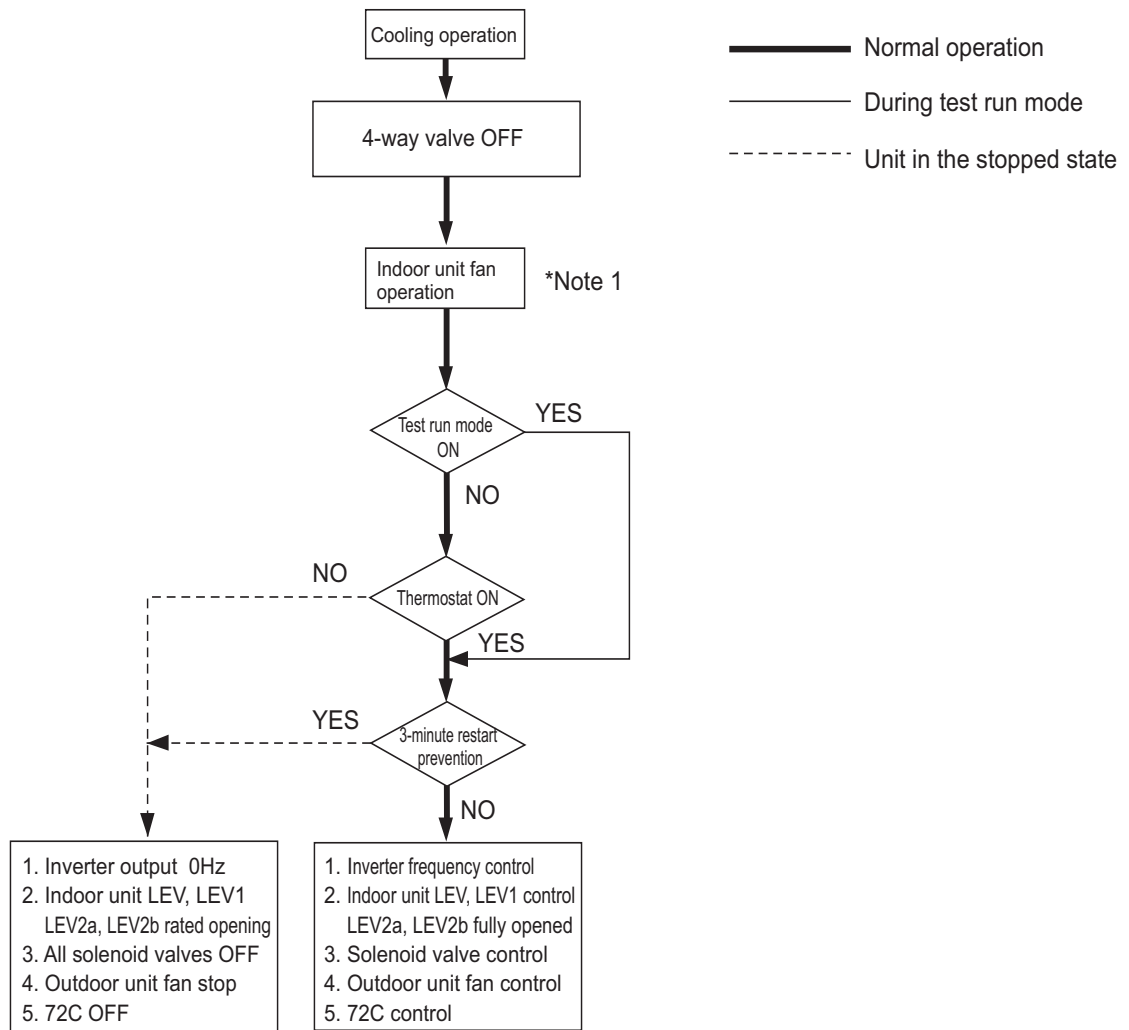 Cooling operation
Normal operation
During test run mode
Unit in the stopped state
4-way valve OFF
Indoor unit fan
operation
*Note 1
Test run mode
ON
YES
NO
Thermostat ON
NO
YES
3-minute restart
prevention
YES
NO
1. Inverter output 0Hz
2. Indoor unit LEV, LEV1
LEV2a, LEV2b rated opening
3. All solenoid valves OFF
4. Outdoor unit fan stop
5. 72C OFF
1. Inverter frequency control
2. Indoor unit LEV, LEV1 control
LEV2a, LEV2b fully opened
3. Solenoid valve control
4. Outdoor unit fan control
5. 72C control